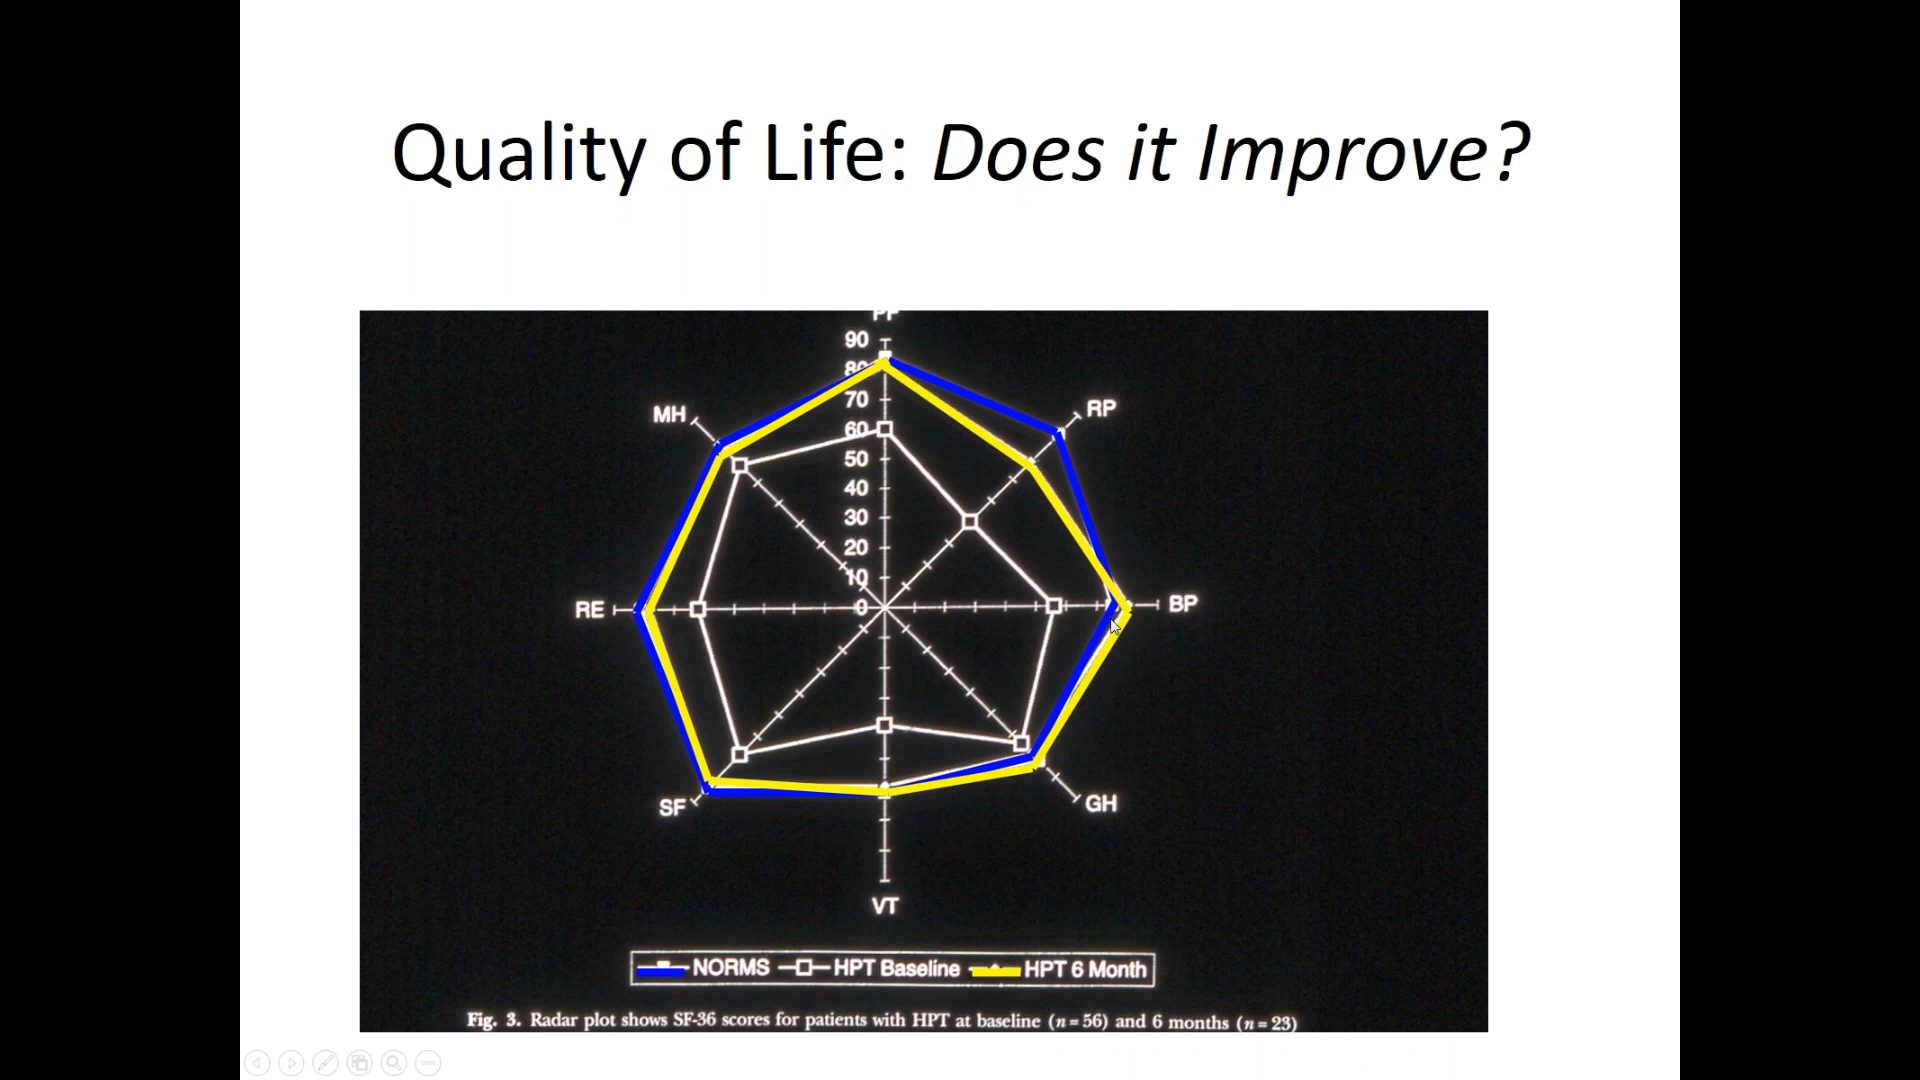 Quality of Life: Does it Improve?
PF
90
80
70
60
50
40
30
20
10
0
MH
RP
RE
BP
SF
GH
VT
NORMS HPT Baseline HPT 6 Month
Fig. 3. Radar plot shows SF-36 scores for patients with HPT at baseline (n=56) and 6 months (n=23)